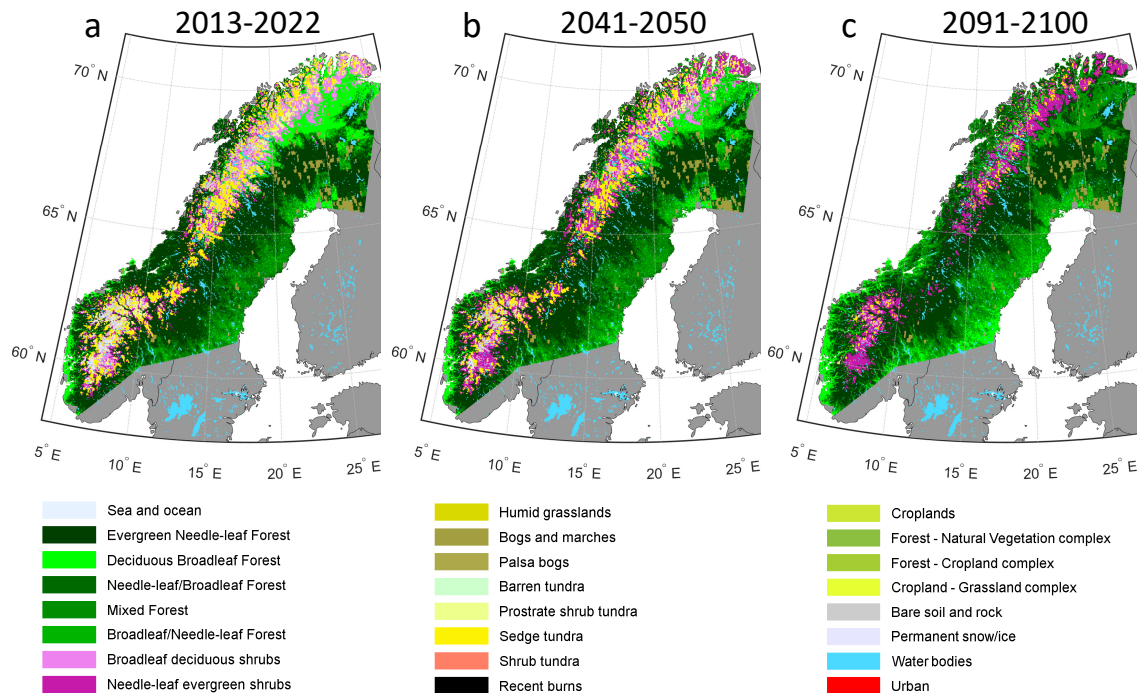 a 2013-2022 b 2041-2050 c 2091-2100
70° N 70° N 70° N
65° N 65° N 65° N
60° N 60° N 60° N
5° E 10° E 15° E 20° E 25° E 5° E 10° E 15° E 20° E 25° E 5° E 10° E 15° E 20° E 25° E
Sea and ocean
Evergreen Needle-leaf Forest
Deciduous Broadleaf Forest
Needle-leaf/Broadleaf Forest
Mixed Forest
Broadleaf/Needle-leaf Forest
Broadleaf deciduous shrubs
Needle-leaf evergreen shrubs
Humid grasslands
Bogs and marches
Palsa bogs
Barren tundra
Prostrate shrub tundra
Sedge tundra
Shrub tundra
Recent burns
Croplands
Forest - Natural Vegetation complex
Forest - Cropland complex
Cropland - Grassland complex
Bare soil and rock
Permanent snow/ice
Water bodies
Urban